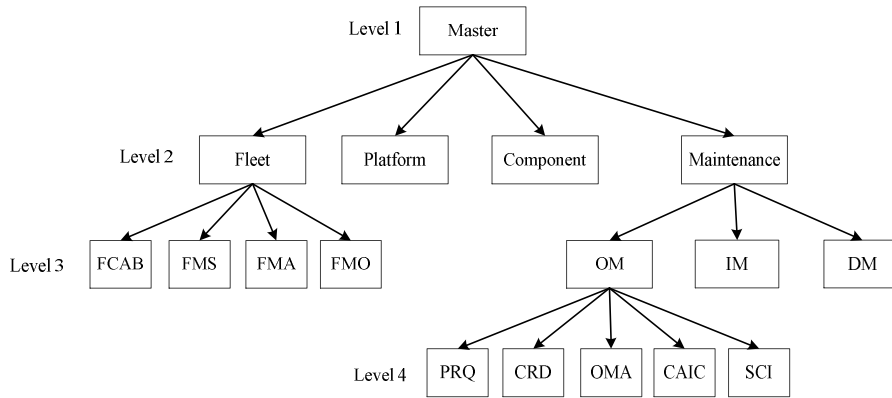 Level 1
Master
Level 2
Fleet
Platform
Component
Maintenance
Level 3
FCAB
FMS
FMA
FMO
OM
IM
DM
Level 4
PRQ
CRD
OMA
CAIC
SCI